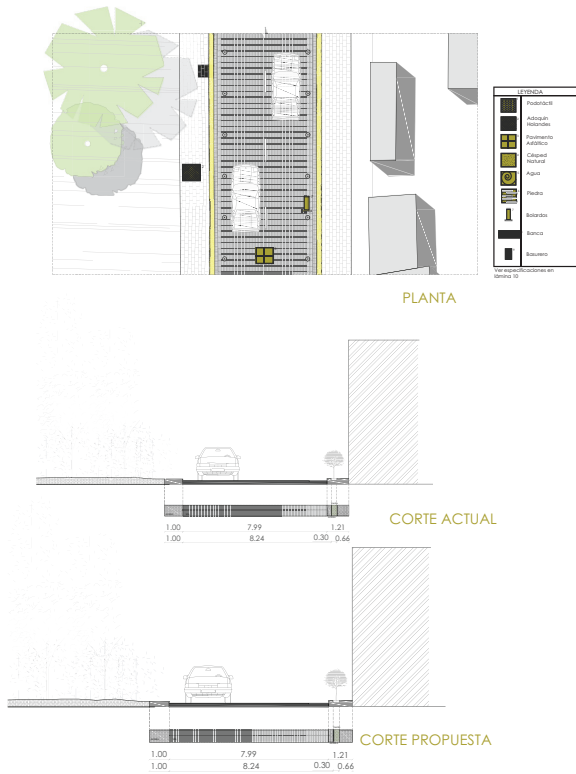 LEYENDA
Podotáctil
Adoquin
Holandes
Pavimento
Asfáltico
Césped
Natural
Agua
Piedra
Bolardos
Banca
Basurero
Ver especificaciones en
lámina 10
PLANTA
CORTE ACTUAL
1.00 7.99 1.21
1.00 8.24 0.30 0.66
CORTE PROPUESTA
1.00 7.99 1.21
1.00 8.24 0.30 0.66